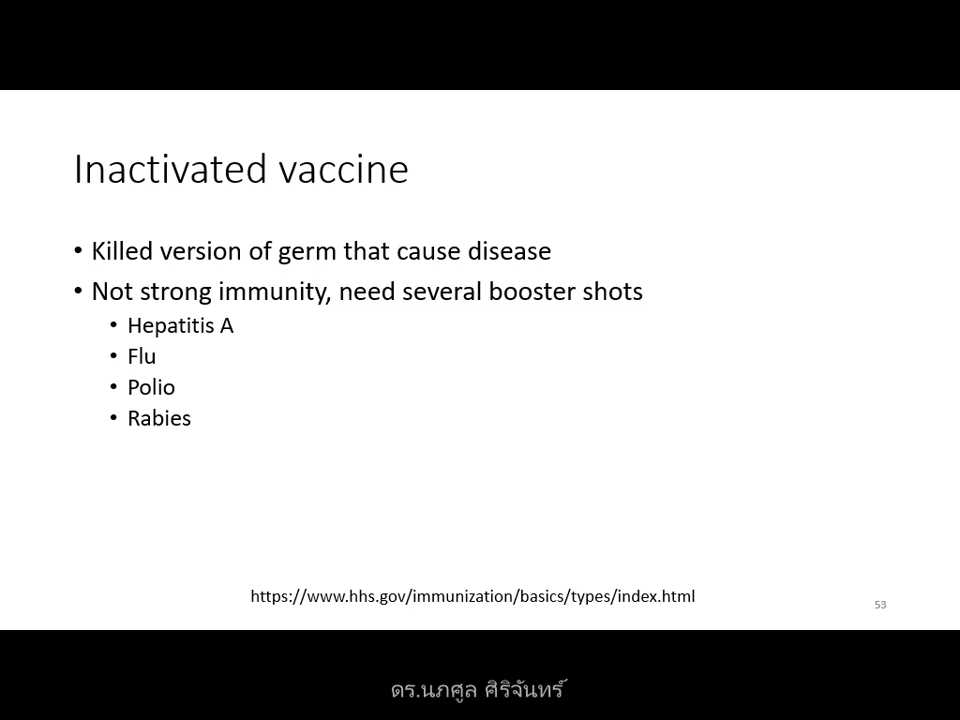 Inactivated vaccine
• Killed version of germ that cause disease
• Not strong immunity, need several booster shots
• Hepatitis A
• Flu
• Polio
• Rabies
https://www.hhs.gov/immunization/basics/types/index.html
53
ดร.นภศูล ศิริจันทร์